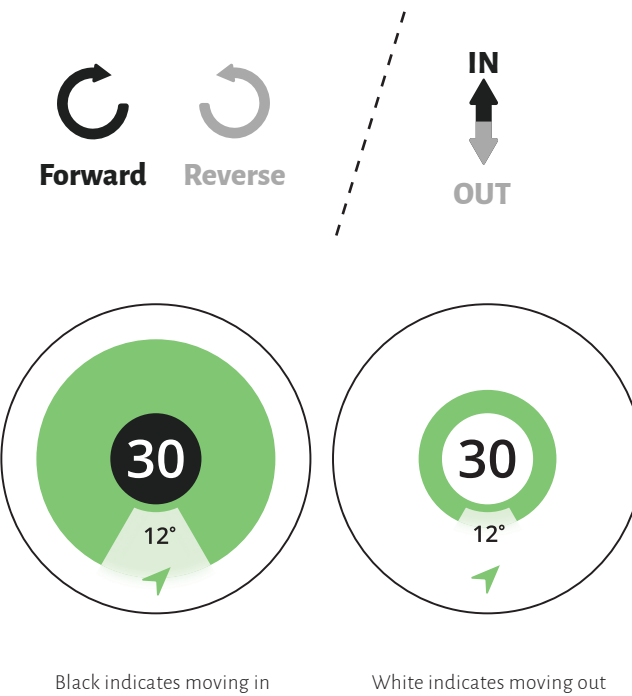 IN
Forward
Reverse
OUT
30
12°
30
12°
Black indicates moving in
White indicates moving out